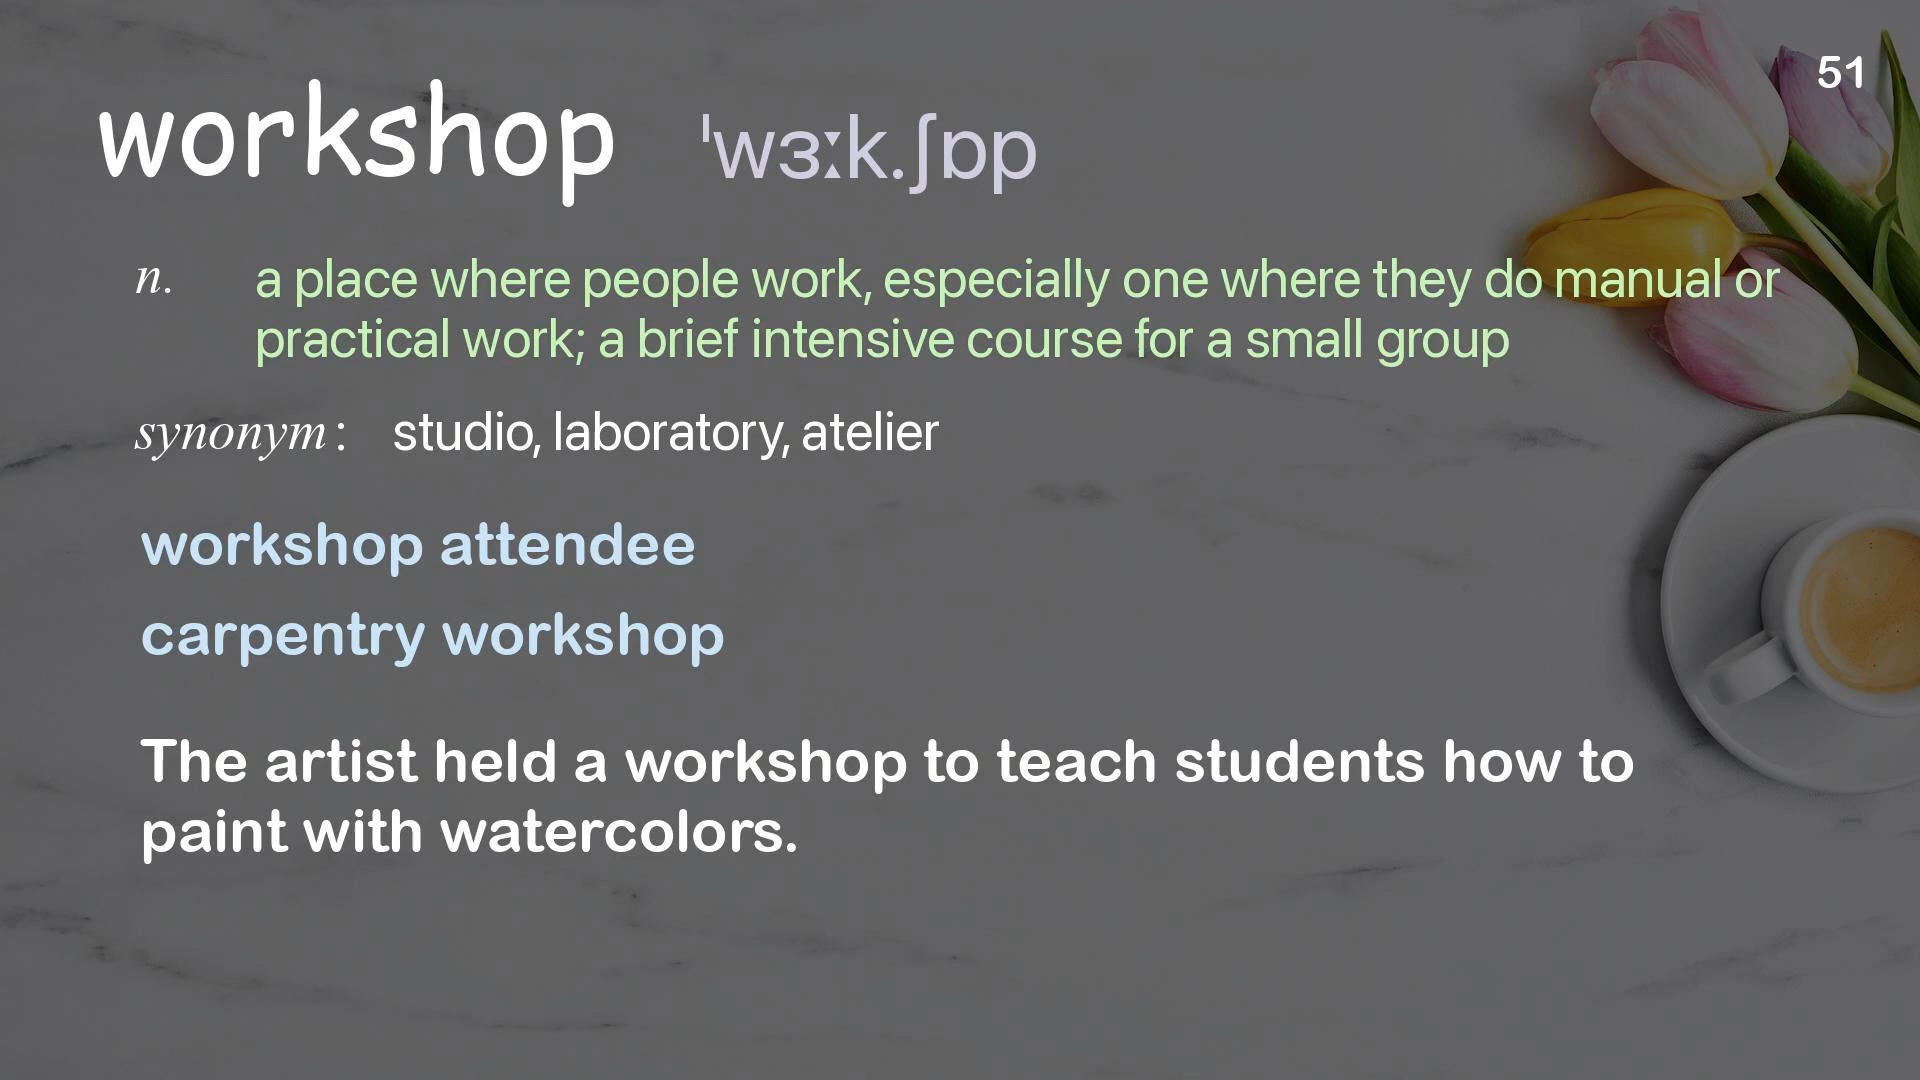 51
workshop ˈwɜːk.ʃɒp
n. a place where people work, especially one where they do manual or
practical work; a brief intensive course for a small group
synonym: studio, laboratory, atelier
workshop attendee
carpentry workshop
The artist held a workshop to teach students how to
paint with watercolors.